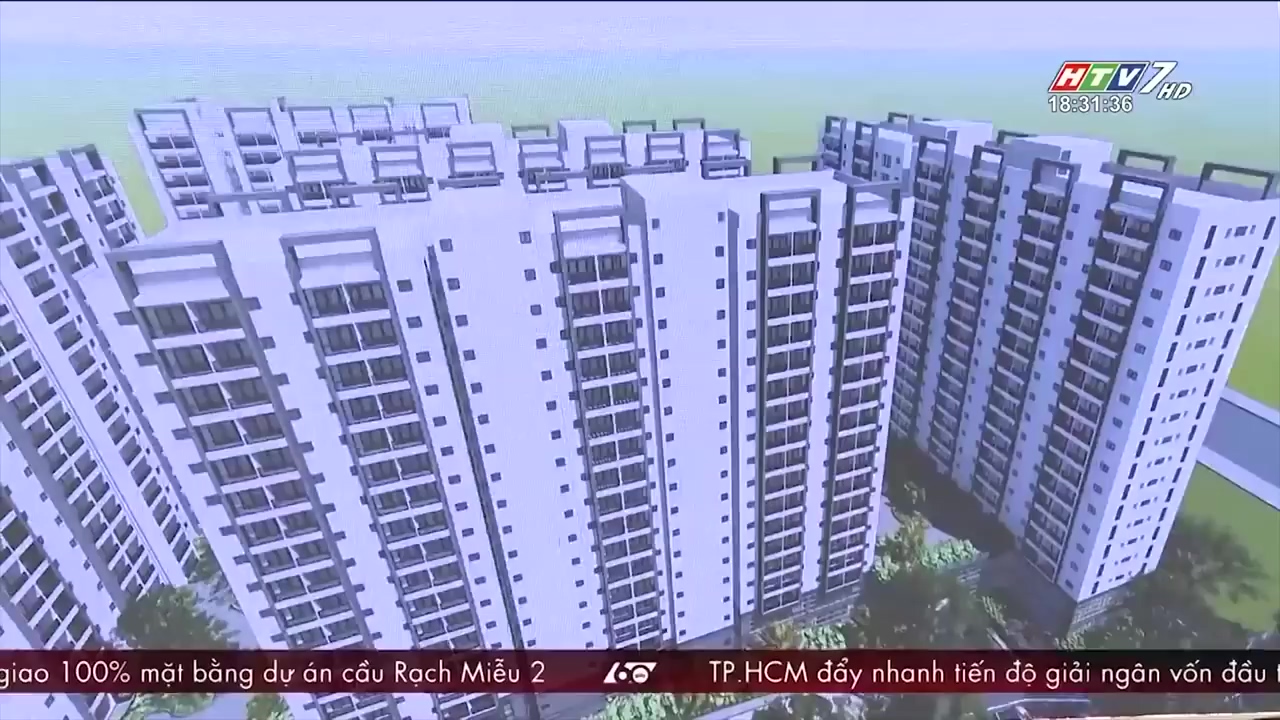 HTV7 HD
18:31:36
giao 100% mặt bằng dự án cầu Rạch Miễu 2 60 TP.HCM đẩy nhanh tiến độ giải ngân vốn đầu